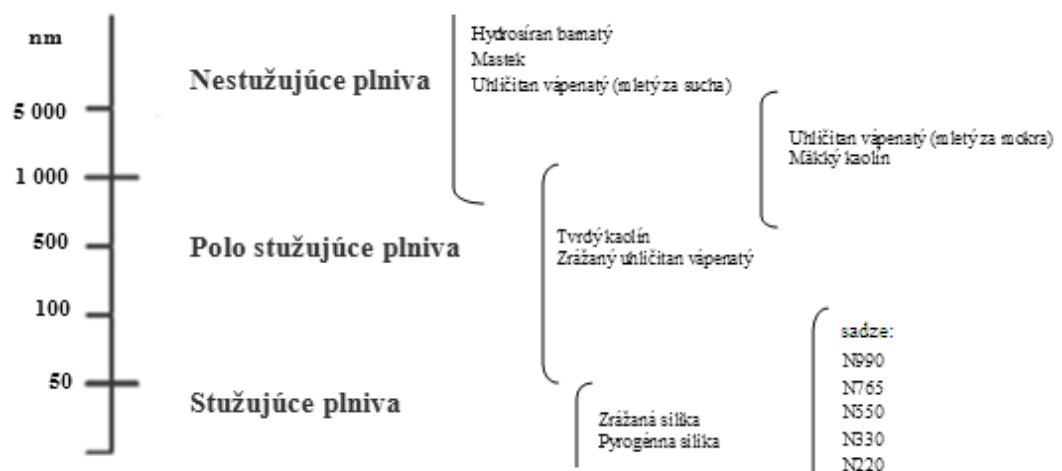 nm
5 000
1 000
500
100
50
Nestužujúce plniva
Polo stužujúce plniva
Stužujúce plniva
Hydrosíran barnatý
Mastek
Uhličitan vápenatý (mletý za sucha)
Uhličitan vápenatý (mletý za mokra)
Mäkký kaolín
Tvrdý kaolín
Zrážaný uhličitan vápenatý
Zrážaná silika
Pyrogénna silika
sadze:
N990
N765
N550
N330
N220